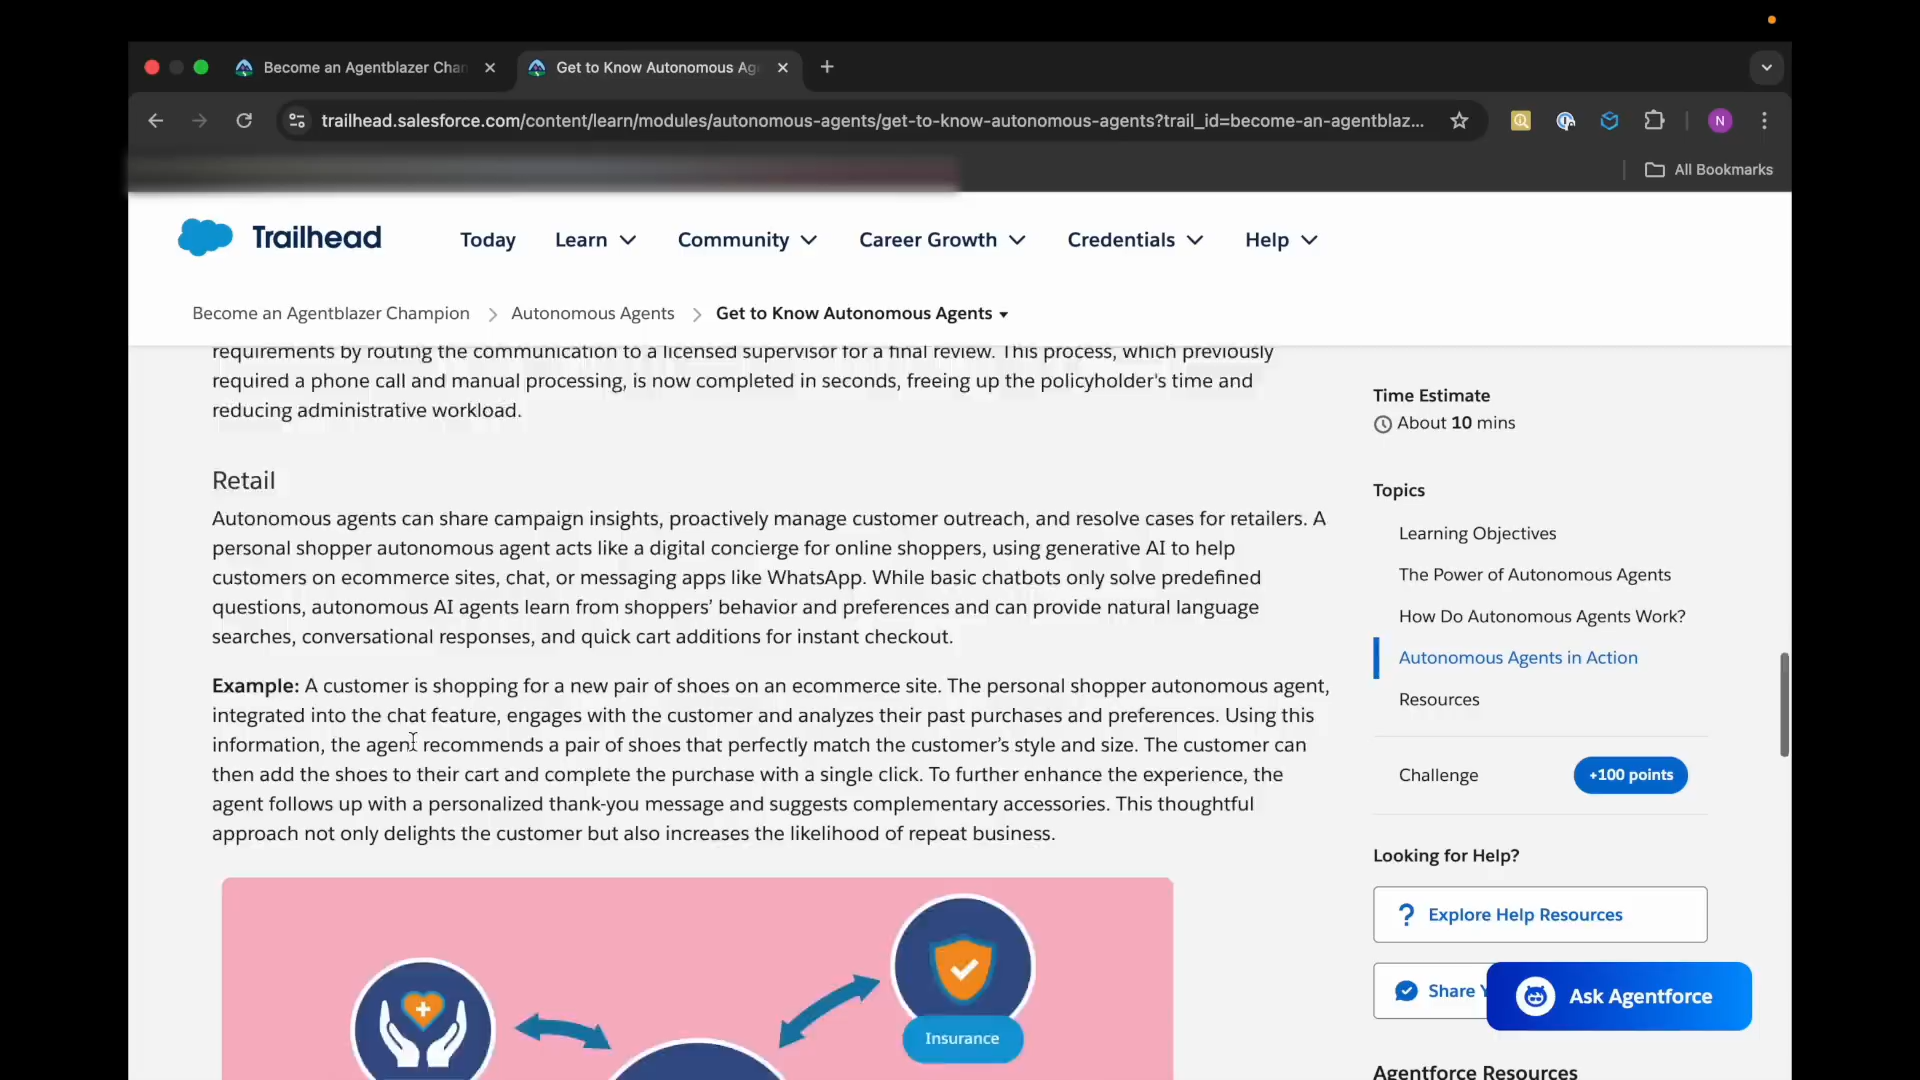 Become an Agentblazer Chan
Get to Know Autonomous Age
trailhead.salesforce.com/content/learn/modules/autonomous-agents/get-to-know-autonomous-agents?trail_id=become-an-agentblaz...
N
All Bookmarks
Trailhead
Today
Learn
Community
Career Growth
Credentials
Help
Become an Agentblazer Champion
Autonomous Agents
Get to Know Autonomous Agents
requirements by routing the communication to a licensed supervisor for a final review. This process, which previously
required a phone call and manual processing, is now completed in seconds, freeing up the policyholder's time and
reducing administrative workload.
Retail
Autonomous agents can share campaign insights, proactively manage customer outreach, and resolve cases for retailers. A
personal shopper autonomous agent acts like a digital concierge for online shoppers, using generative AI to help
customers on ecommerce sites, chat, or messaging apps like WhatsApp. While basic chatbots only solve predefined
questions, autonomous AI agents learn from shoppers’ behavior and preferences and can provide natural language
searches, conversational responses, and quick cart additions for instant checkout.
Example: A customer is shopping for a new pair of shoes on an ecommerce site. The personal shopper autonomous agent,
integrated into the chat feature, engages with the customer and analyzes their past purchases and preferences. Using this
information, the agent recommends a pair of shoes that perfectly match the customer’s style and size. The customer can
then add the shoes to their cart and complete the purchase with a single click. To further enhance the experience, the
agent follows up with a personalized thank-you message and suggests complementary accessories. This thoughtful
approach not only delights the customer but also increases the likelihood of repeat business.
Insurance
Time Estimate
About 10 mins
Topics
Learning Objectives
The Power of Autonomous Agents
How Do Autonomous Agents Work?
Autonomous Agents in Action
Resources
Challenge
+100 points
Looking for Help?
Explore Help Resources
Share Y
Ask Agentforce
Agentforce Resources